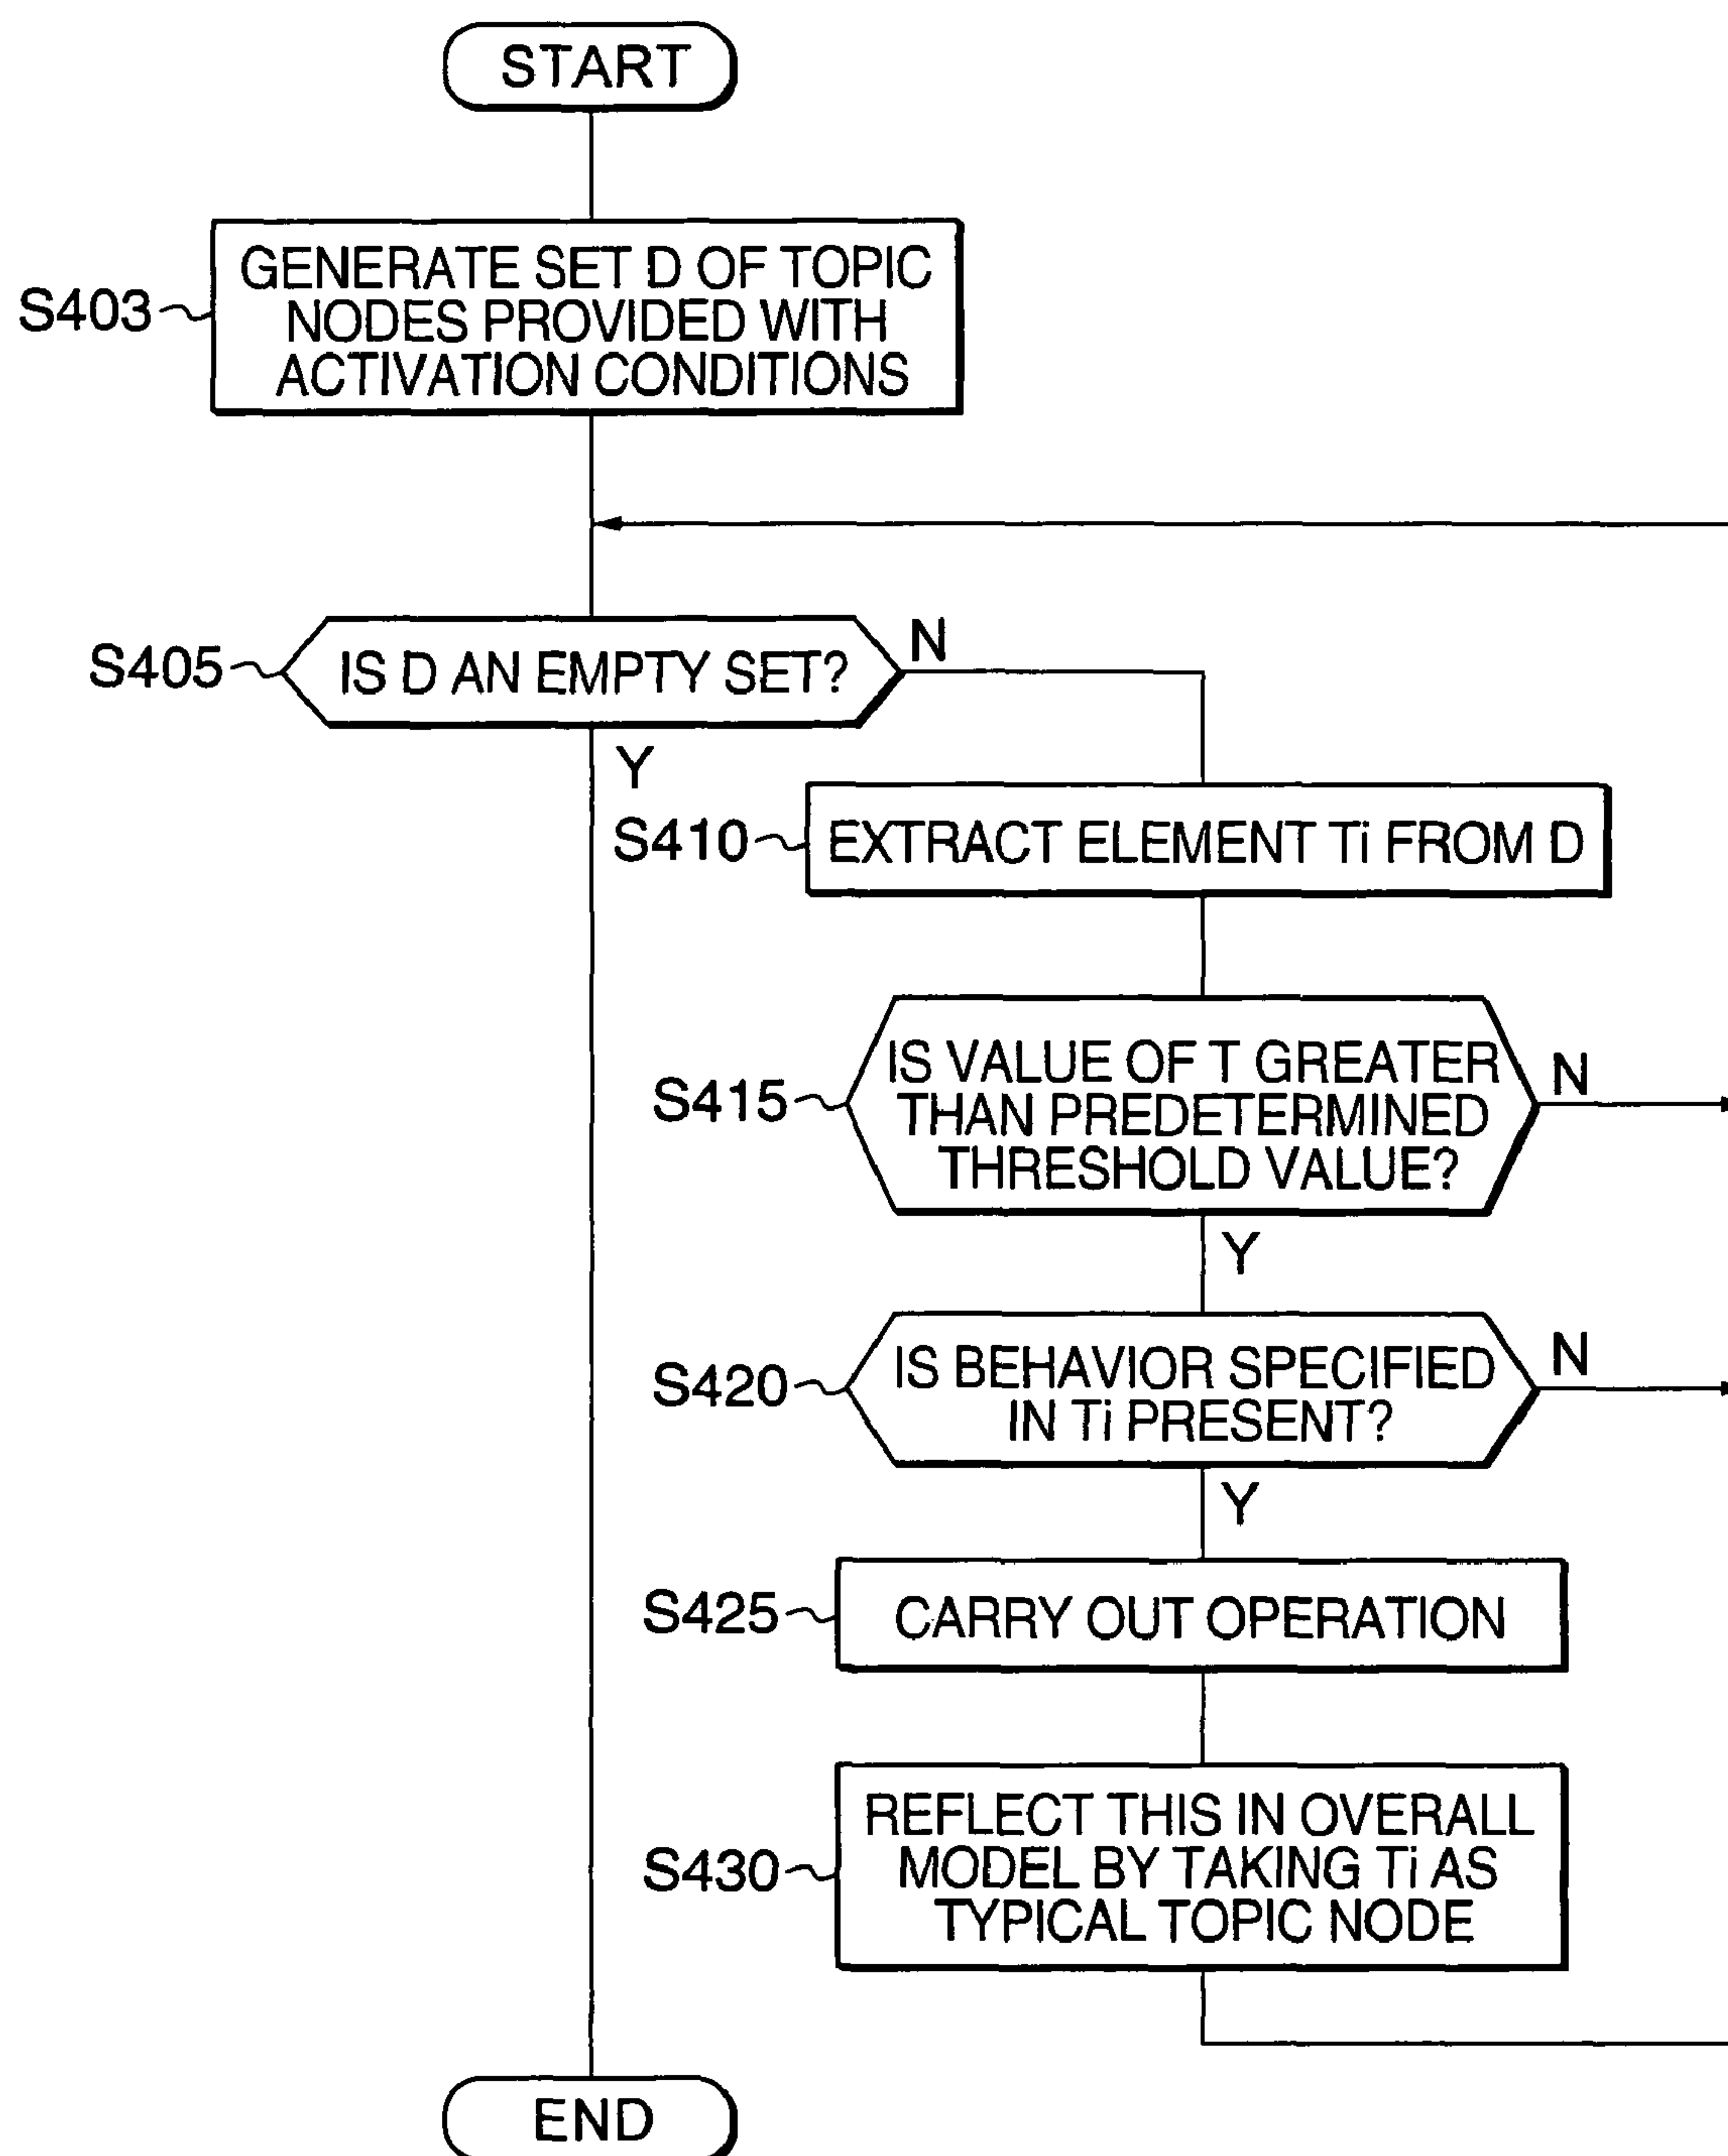 START
S403
GENERATE SET D OF TOPIC
NODES PROVIDED WITH
ACTIVATION CONDITIONS
S405
IS D AN EMPTY SET?
N
Y
S410
EXTRACT ELEMENT Ti FROM D
S415
IS VALUE OF T GREATER
THAN PREDETERMINED
THRESHOLD VALUE?
N
Y
S420
IS BEHAVIOR SPECIFIED
IN Ti PRESENT?
N
Y
S425
CARRY OUT OPERATION
S430
REFLECT THIS IN OVERALL
MODEL BY TAKING Ti AS
TYPICAL TOPIC NODE
END